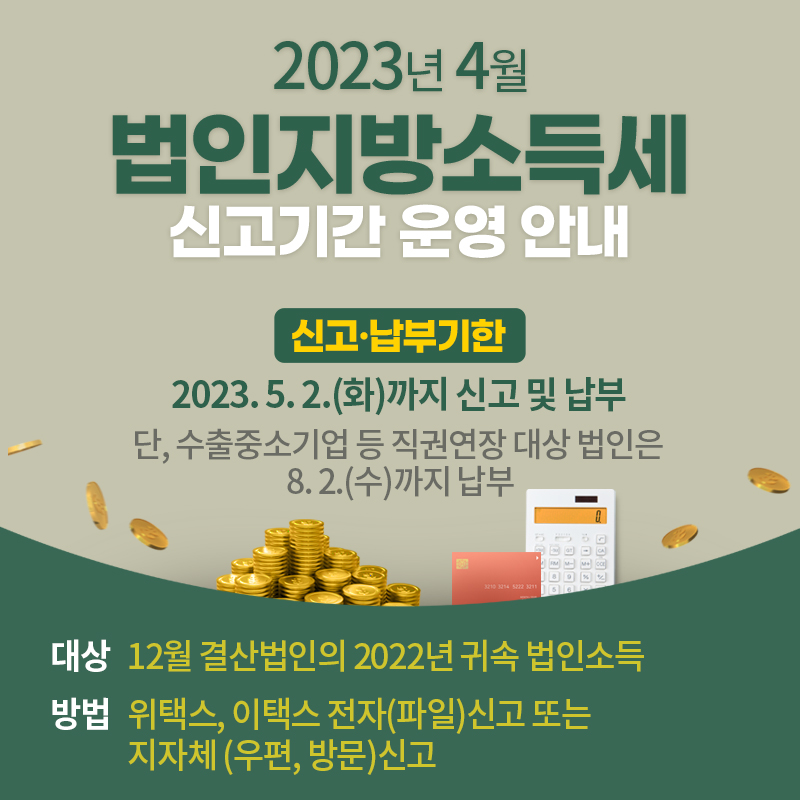 2023년 4월
법인지방소득세
신고기간 운영 안내
신고·납부기한
2023. 5. 2.(화)까지 신고 및 납부
단, 수출중소기업 등 직권연장 대상 법인은
8. 2.(수)까지 납부
대상 12월 결산법인의 2022년 귀속 법인소득
방법 위택스, 이택스 전자(파일)신고 또는
지자체 (우편, 방문)신고